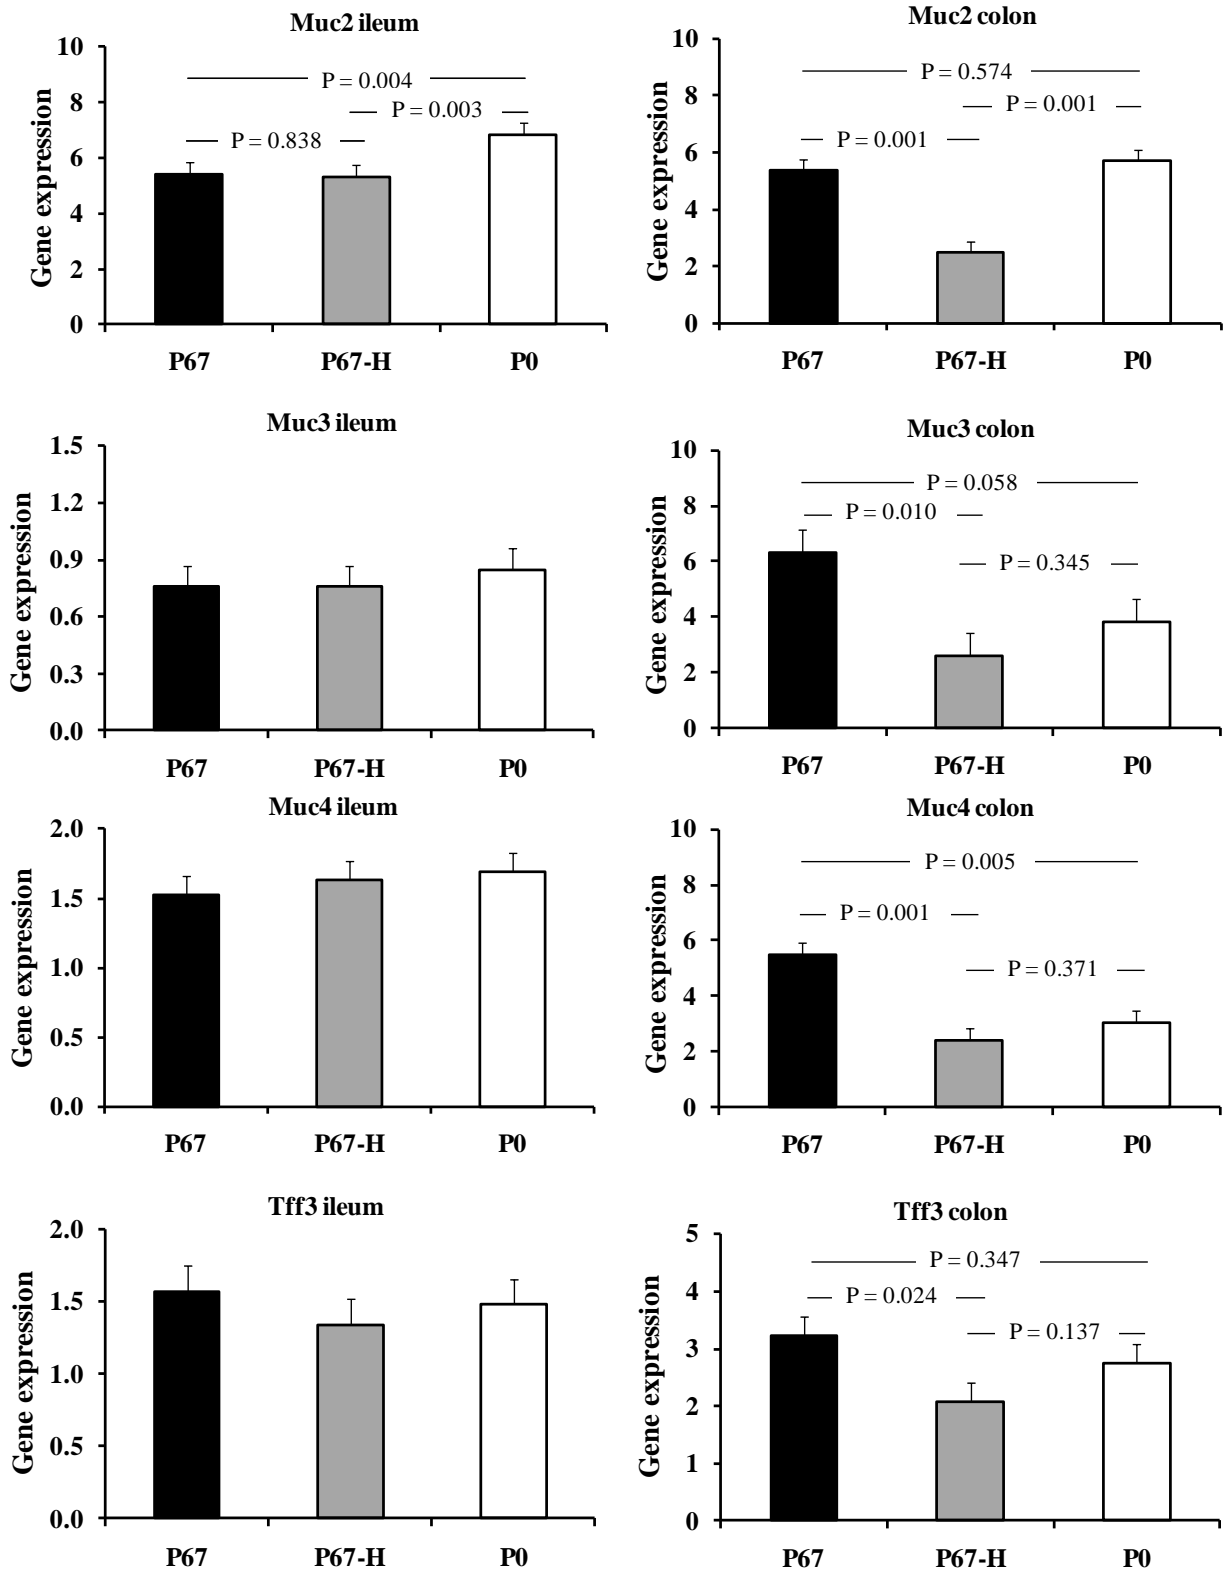 Muc2 ileum
Gene expression
10
8
6
4
2
0
P = 0.004
P = 0.003
P = 0.838
P67
P67-H
P0
Muc2 colon
Gene expression
10
8
6
4
2
0
P = 0.574
P = 0.001
P = 0.001
P67
P67-H
P0
Muc3 ileum
Gene expression
1.5
1.2
0.9
0.6
0.3
0.0
P67
P67-H
P0
Muc3 colon
Gene expression
10
8
6
4
2
0
P = 0.058
P = 0.010
P = 0.345
P67
P67-H
P0
Muc4 ileum
Gene expression
2.0
1.5
1.0
0.5
0.0
P67
P67-H
P0
Muc4 colon
Gene expression
10
8
6
4
2
0
P = 0.005
P = 0.001
P = 0.371
P67
P67-H
P0
Tff3 ileum
Gene expression
2.0
1.5
1.0
0.5
0.0
P67
P67-H
P0
Tff3 colon
Gene expression
5
4
3
2
1
0
P = 0.347
P = 0.024
P = 0.137
P67
P67-H
P0